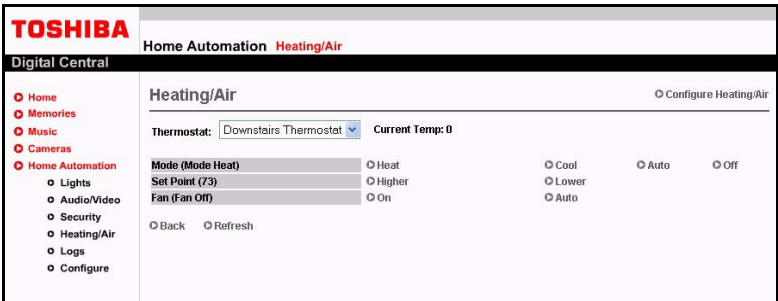 TOSHIBA
Home Automation Heating/Air
Digital Central
Home
Memories
Music
Cameras
Home Automation
Lights
Audio/Video
Security
Heating/Air
Logs
Configure
Heating/Air
Configure Heating/Air
Thermostat: Downstairs Thermostat Current Temp: 0
Mode (Mode Heat) Heat Cool Auto Off
Set Point (73) Higher Lower
Fan (Fan Off) On Auto
Back Refresh